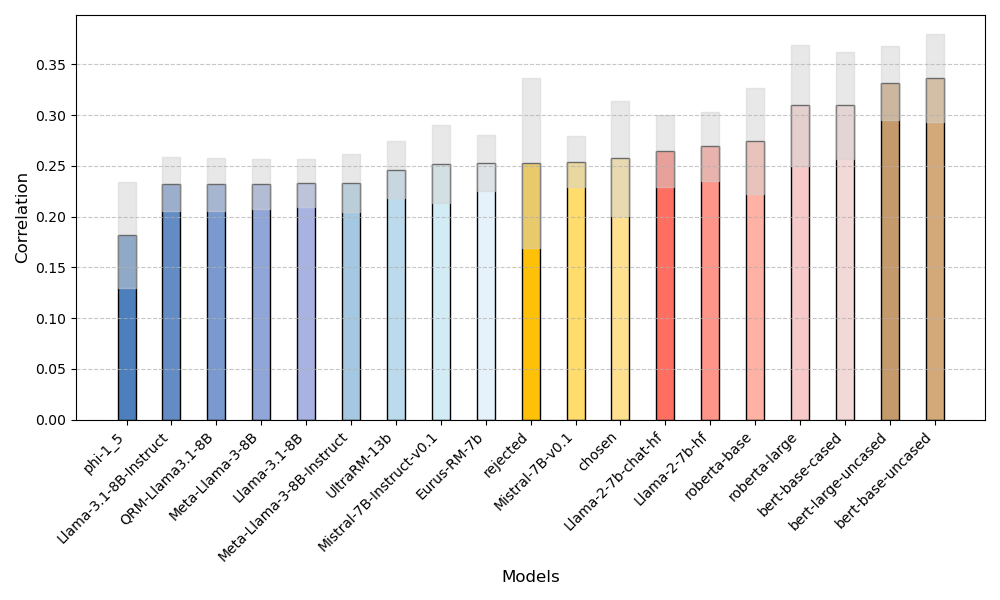 Correlation
0.35
0.30
0.25
0.20
0.15
0.10
0.05
0.00
phi-1_5
Llama-3.1-8B-Instruct
QRM-Llama3.1-8B
Meta-Llama-3-8B
Llama-3.1-8B
Meta-Llama-3-8B-Instruct
UltraRM-13b
Mistral-7B-Instruct-v0.1
Eurus-RM-7b
rejected
Mistral-7B-v0.1
chosen
Llama-2-7b-chat-hf
Llama-2-7b-hf
roberta-base
roberta-large
bert-base-cased
bert-large-uncased
bert-base-uncased
Models